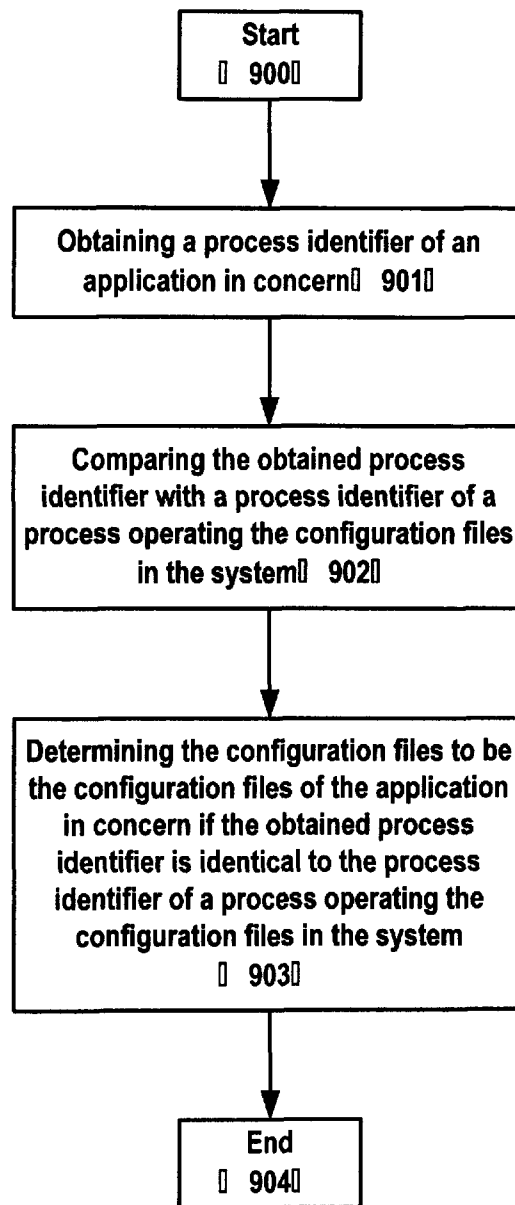 Start
▯ 900▯
Obtaining a process identifier of an
application in concern▯ 901▯
Comparing the obtained process
identifier with a process identifier of a
process operating the configuration files
in the system▯ 902▯
Determining the configuration files to be
the configuration files of the application
in concern if the obtained process
identifier is identical to the process
identifier of a process operating the
configuration files in the system
▯ 903▯
End
▯ 904▯